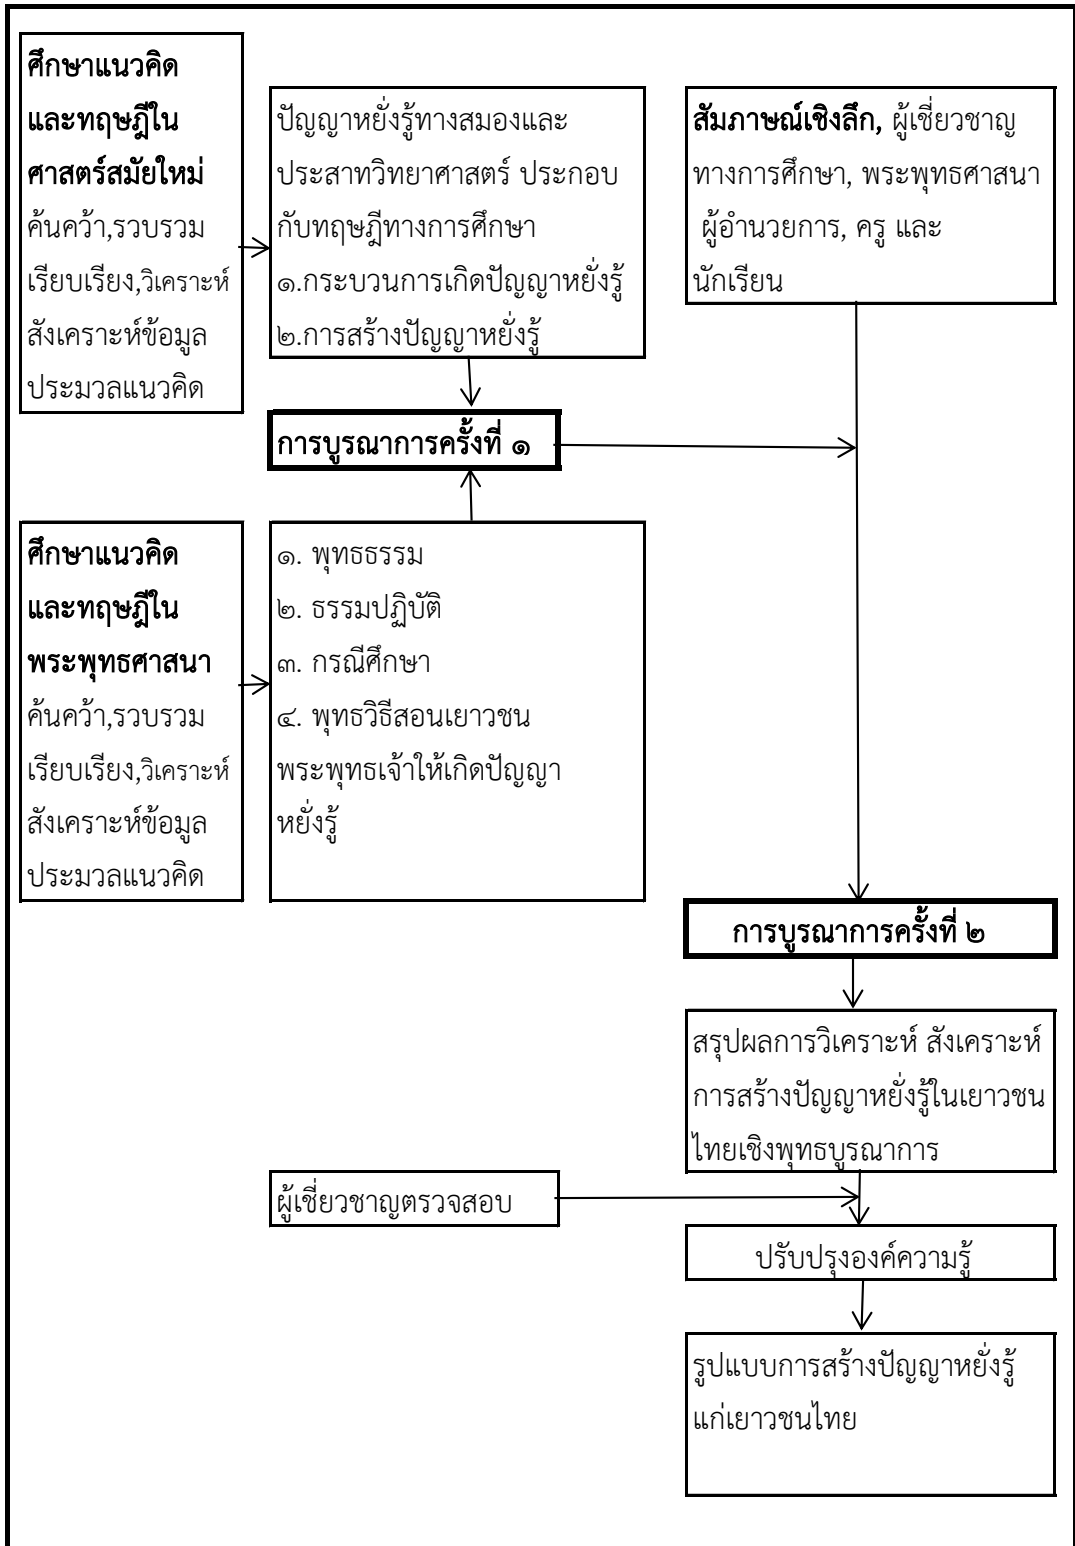 ศึกษาแนวคิด
และทฤษฎีใน
ศาสตร์สมัยใหม่
ค้นคว้า,รวบรวม
เรียบเรียง,วิเคราะห์
สังเคราะห์ข้อมูล
ประมวลแนวคิด
ปัญญาหยั่งรู้ทางสมองและ
ประสาทวิทยาศาสตร์ ประกอบ
กับทฤษฎีทางการศึกษา
๑.กระบวนการเกิดปัญญาหยั่งรู้
๒.การสร้างปัญญาหยั่งรู้
สัมภาษณ์เชิงลึก, ผู้เชี่ยวชาญ
ทางการศึกษา, พระพุทธศาสนา
ผู้อำนวยการ, ครู และ
นักเรียน
การบูรณาการครั้งที่ ๑
ศึกษาแนวคิด
และทฤษฎีใน
พระพุทธศาสนา
ค้นคว้า,รวบรวม
เรียบเรียง,วิเคราะห์
สังเคราะห์ข้อมูล
ประมวลแนวคิด
๑. พุทธธรรม
๒. ธรรมปฏิบัติ
๓. กรณีศึกษา
๔. พุทธวิธีสอนเยาวชน
พระพุทธเจ้าให้เกิดปัญญา
หยั่งรู้
การบูรณาการครั้งที่ ๒
สรุปผลการวิเคราะห์ สังเคราะห์
การสร้างปัญญาหยั่งรู้ในเยาวชน
ไทยเชิงพุทธบูรณาการ
ผู้เชี่ยวชาญตรวจสอบ
ปรับปรุงองค์ความรู้
รูปแบบการสร้างปัญญาหยั่งรู้
แก่เยาวชนไทย